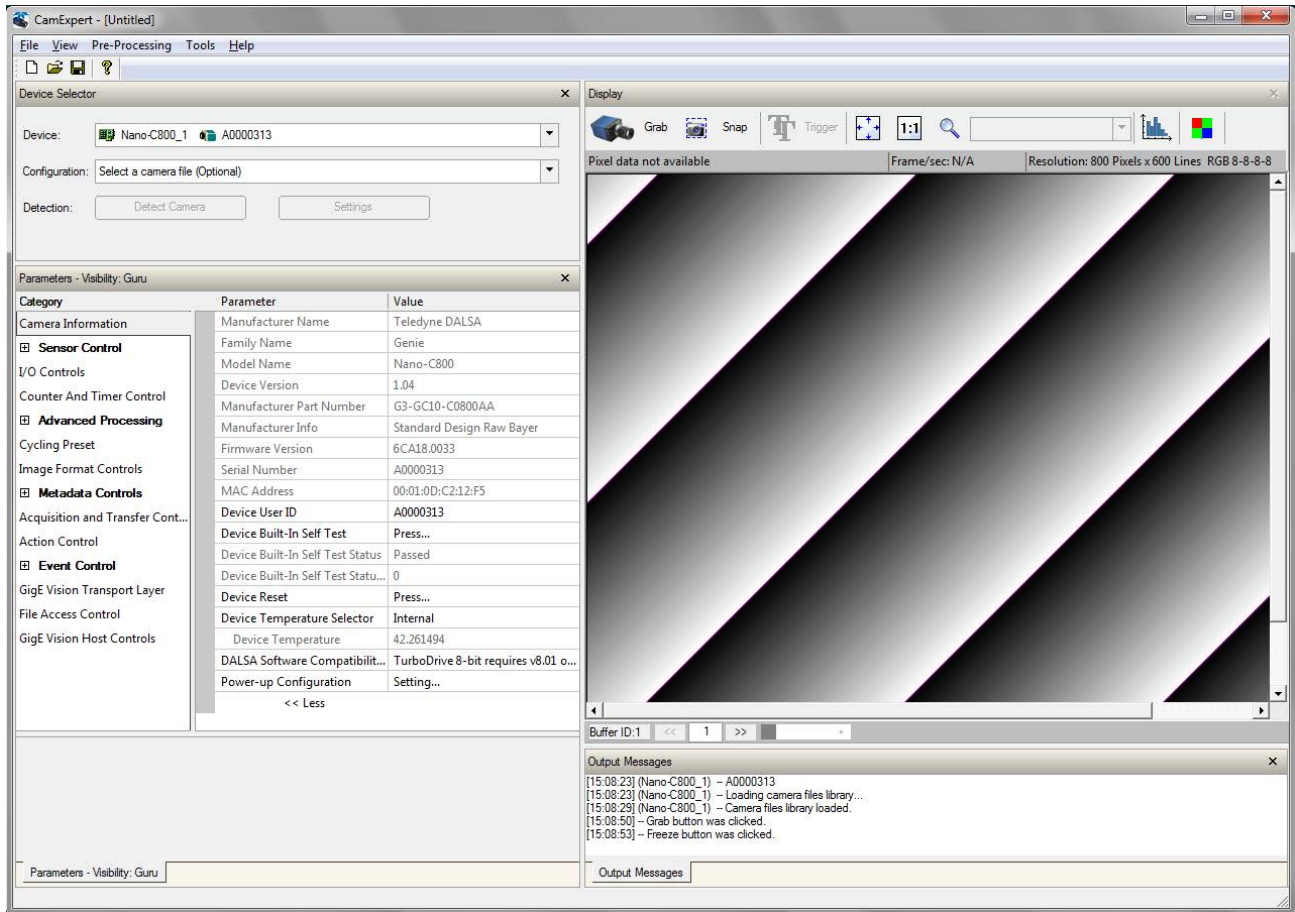 CamExpert - [Untitled]
File View Pre-Processing Tools Help
Device Selector
Device: Nano-C800_1 A0000313
Configuration: Select a camera file (Optional)
Detection: Detect Camera Settings
Parameters - Visibility: Guru
Category Parameter Value
Camera Information
Sensor Control
I/O Controls
Counter And Timer Control
Advanced Processing
Cycling Preset
Image Format Controls
Metadata Controls
Acquisition and Transfer Cont...
Action Control
Event Control
GigE Vision Transport Layer
File Access Control
GigE Vision Host Controls
Manufacturer Name Teledyne DALSA
Family Name Genie
Model Name Nano-C800
Device Version 1.04
Manufacturer Part Number G3-GC10-C0800AA
Manufacturer Info Standard Design Raw Bayer
Firmware Version 6CA18.0033
Serial Number A0000313
MAC Address 00:01:0D:C2:12:F5
Device User ID A0000313
Device Built-In Self Test Press...
Device Built-In Self Test Status Passed
Device Built-In Self Test Statu... 0
Device Reset Press...
Device Temperature Selector Internal
Device Temperature 42.261494
DALSA Software Compatibilit... TurboDrive 8-bit requires v8.01 o...
Power-up Configuration Setting...
<< Less
Parameters - Visibility: Guru
Display
Grab Snap Trigger 1:1
Pixel data not available Frame/sec: N/A Resolution: 800 Pixels x 600 Lines RGB 8-8-8-8
Buffer ID:1 << 1 >>
Output Messages
[15:08:23] (Nano-C800_1) -- A0000313
[15:08:23] (Nano-C800_1) -- Loading camera files library...
[15:08:29] (Nano-C800_1) -- Camera files library loaded.
[15:08:50] -- Grab button was clicked.
[15:08:53] -- Freeze button was clicked.
Output Messages